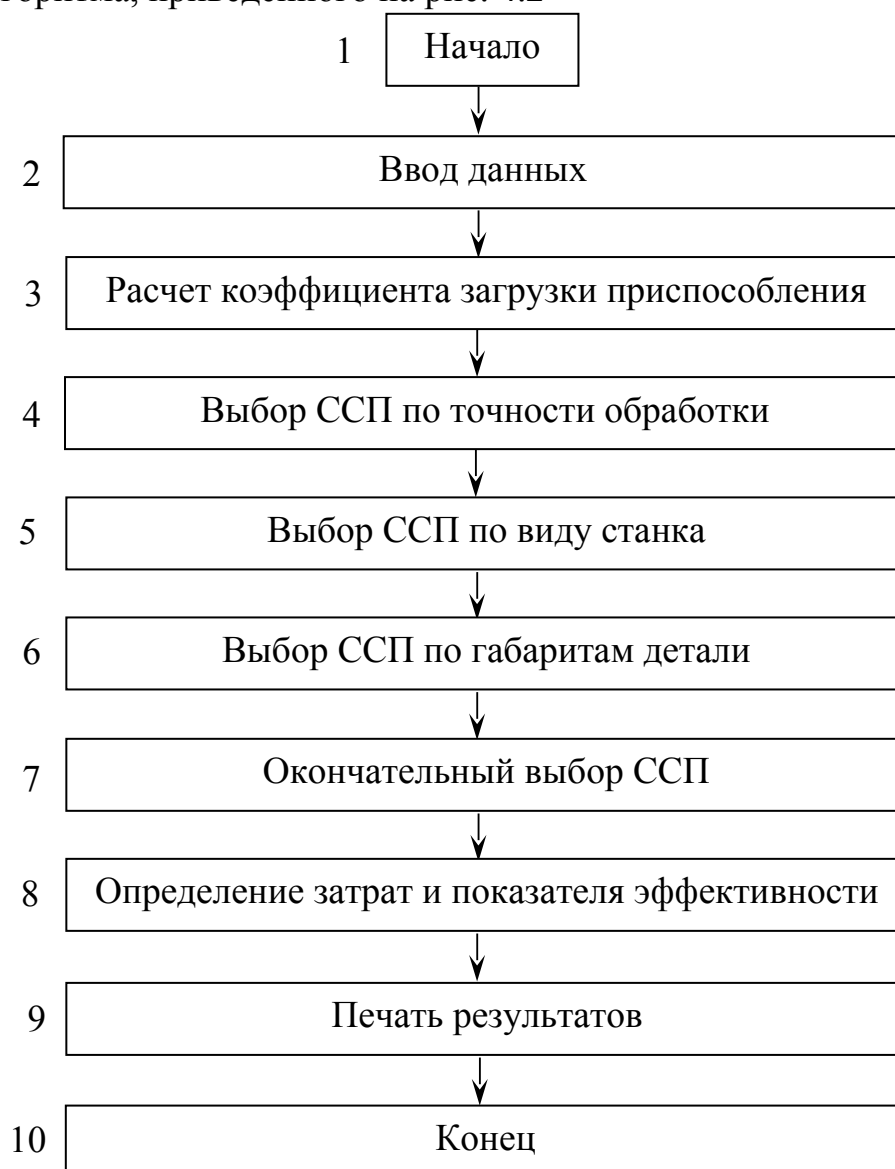 приведенного на рис. 4.2
1 Начало
2 Ввод данных
3 Расчет коэффициента загрузки приспособления
4 Выбор ССП по точности обработки
5 Выбор ССП по виду станка
6 Выбор ССП по габаритам детали
7 Окончательный выбор ССП
8 Определение затрат и показателя эффективности
9 Печать результатов
10 Конец